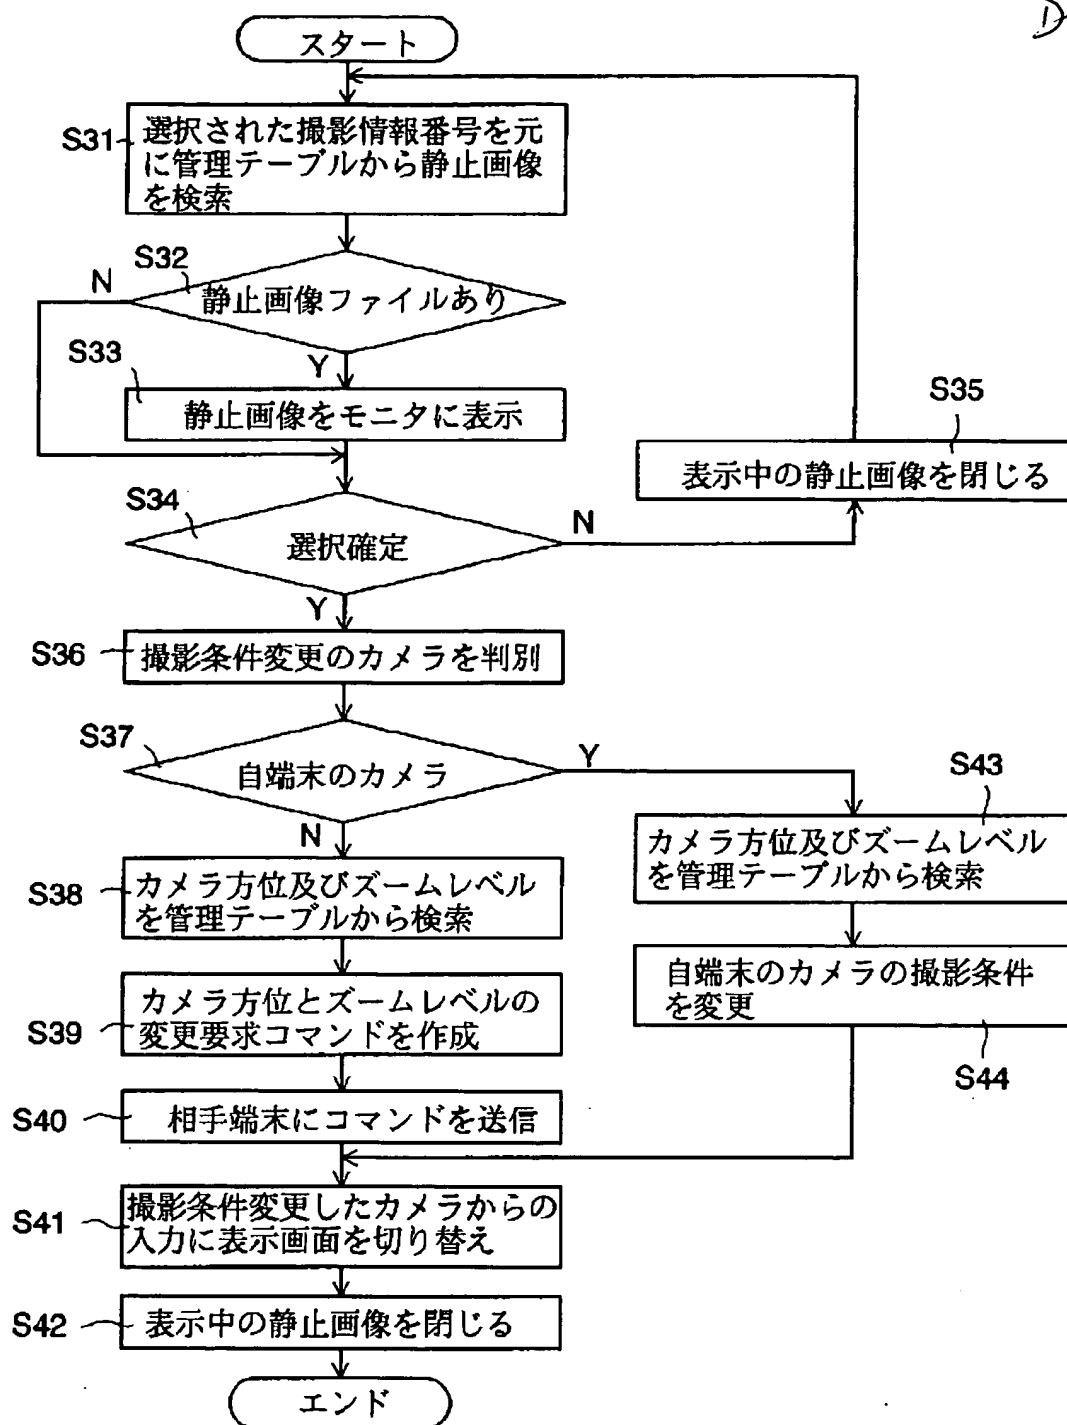 スタート
S31
選択された撮影情報番号を元
に管理テーブルから静止画像
を検索
S32
N
静止画像ファイルあり
Y
S33
静止画像をモニタに表示
S35
表示中の静止画像を閉じる
S34
選択確定
N
Y
S36
撮影条件変更のカメラを判別
S37
自端末のカメラ
Y
N
S43
カメラ方位及びズームレベル
を管理テーブルから検索
S38
カメラ方位及びズームレベル
を管理テーブルから検索
自端末のカメラの撮影条件
を変更
S44
S39
カメラ方位とズームレベルの
変更要求コマンドを作成
S40
相手端末にコマンドを送信
S41
撮影条件変更したカメラからの
入力に表示画面を切り替え
S42
表示中の静止画像を閉じる
エンド